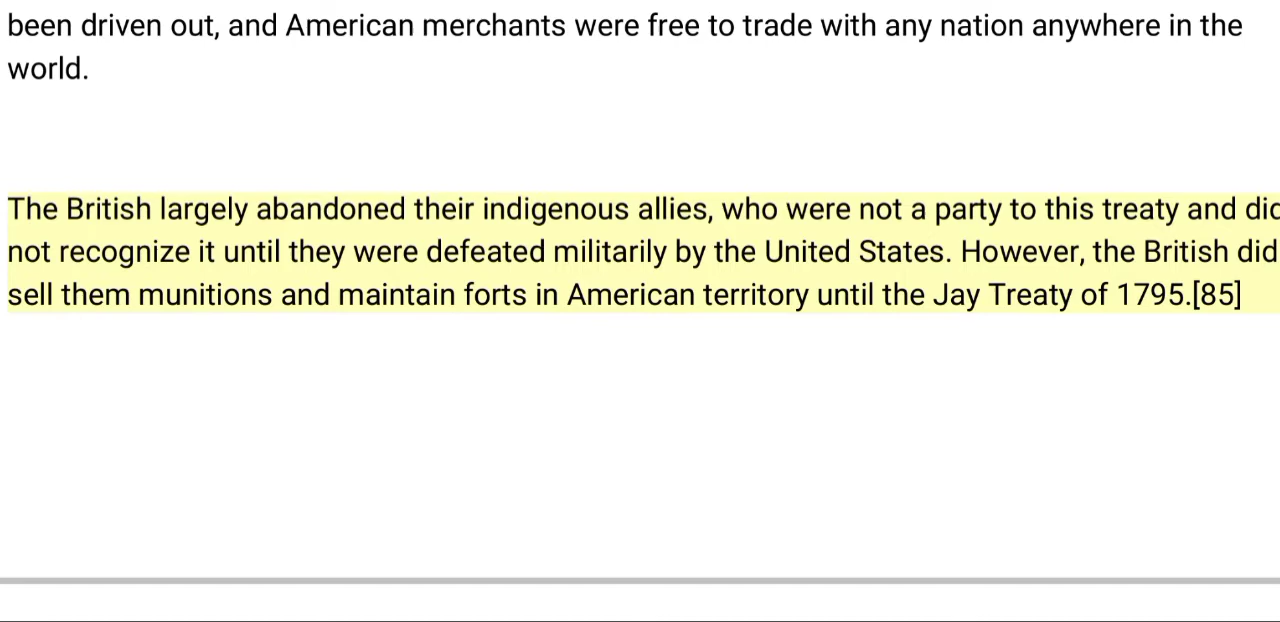 been driven out, and American merchants were free to trade with any nation anywhere in the
world.
The British largely abandoned their indigenous allies, who were not a party to this treaty and did
not recognize it until they were defeated militarily by the United States. However, the British did
sell them munitions and maintain forts in American territory until the Jay Treaty of 1795.[85]